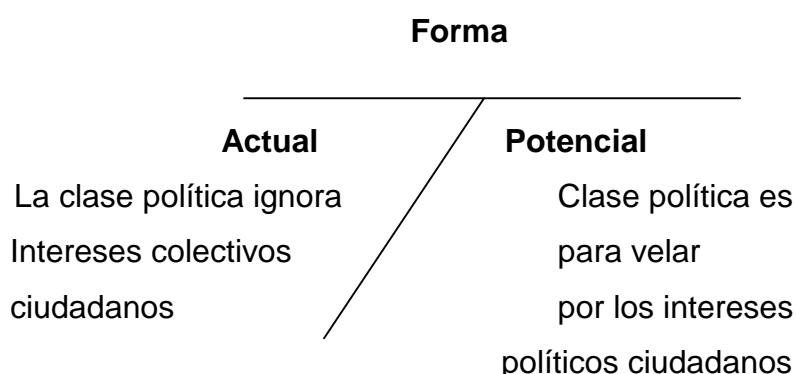 Forma
Actual
La clase política ignora
Intereses colectivos
ciudadanos
Potencial
Clase política es
para velar
por los intereses
políticos ciudadanos